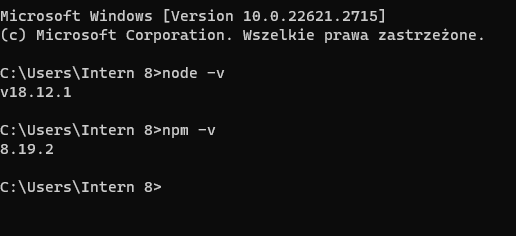 Microsoft Windows [Version 10.0.22621.2715]
(c) Microsoft Corporation. Wszelkie prawa zastrzeżone.
C:\Users\Intern 8>node -v
v18.12.1
C:\Users\Intern 8>npm -v
8.19.2
C:\Users\Intern 8>